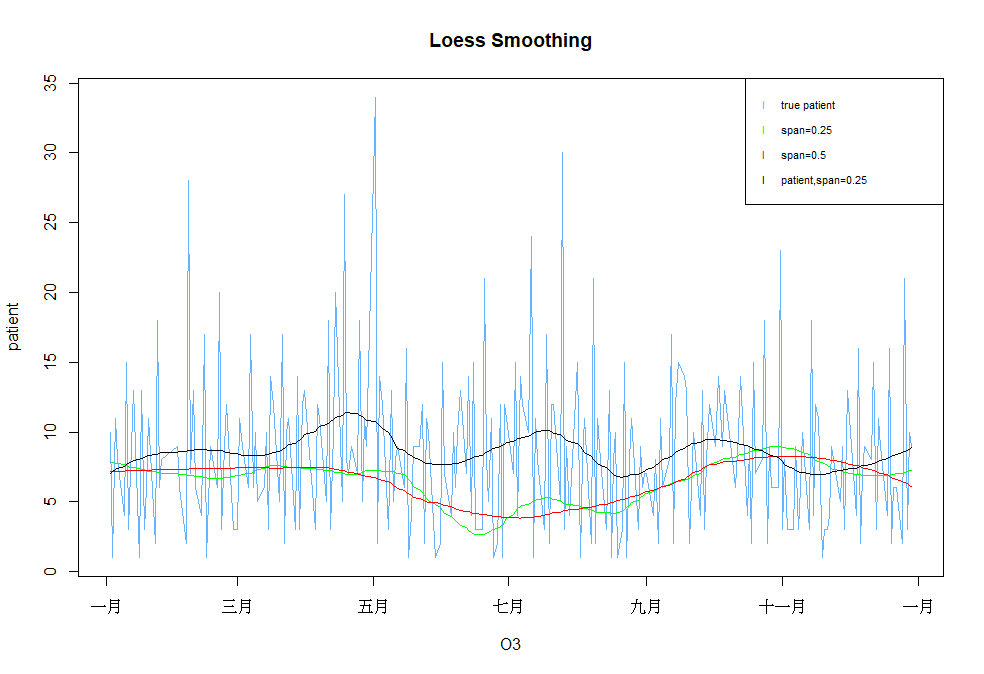 Loess Smoothing
35
30
25
20
15
10
5
0
patient
true patient
span=0.25
span=0.5
patient,span=0.25
一月 三月 五月 七月 九月 十一月 一月
O3